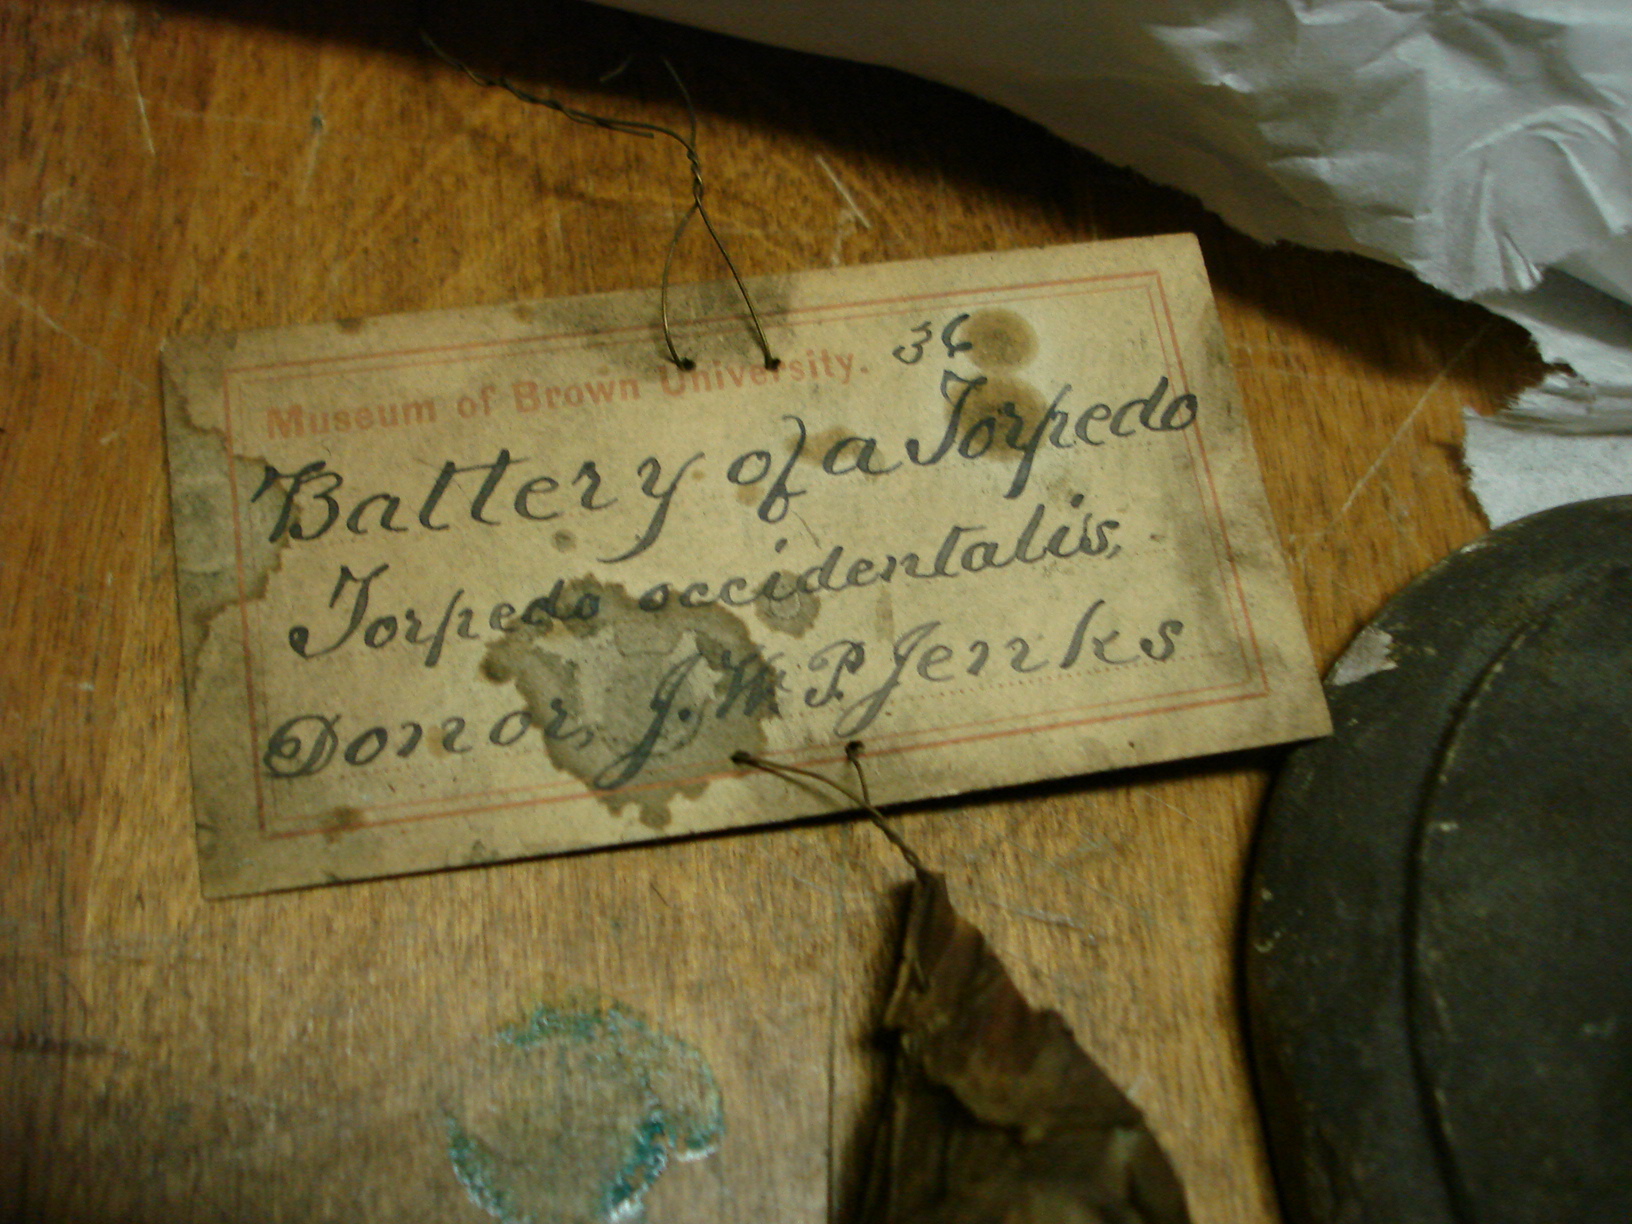 Museum of Brown University. 36
Battery of a Torpedo
Torpedo occidentalis,
Donor, J. W. P. Jenks